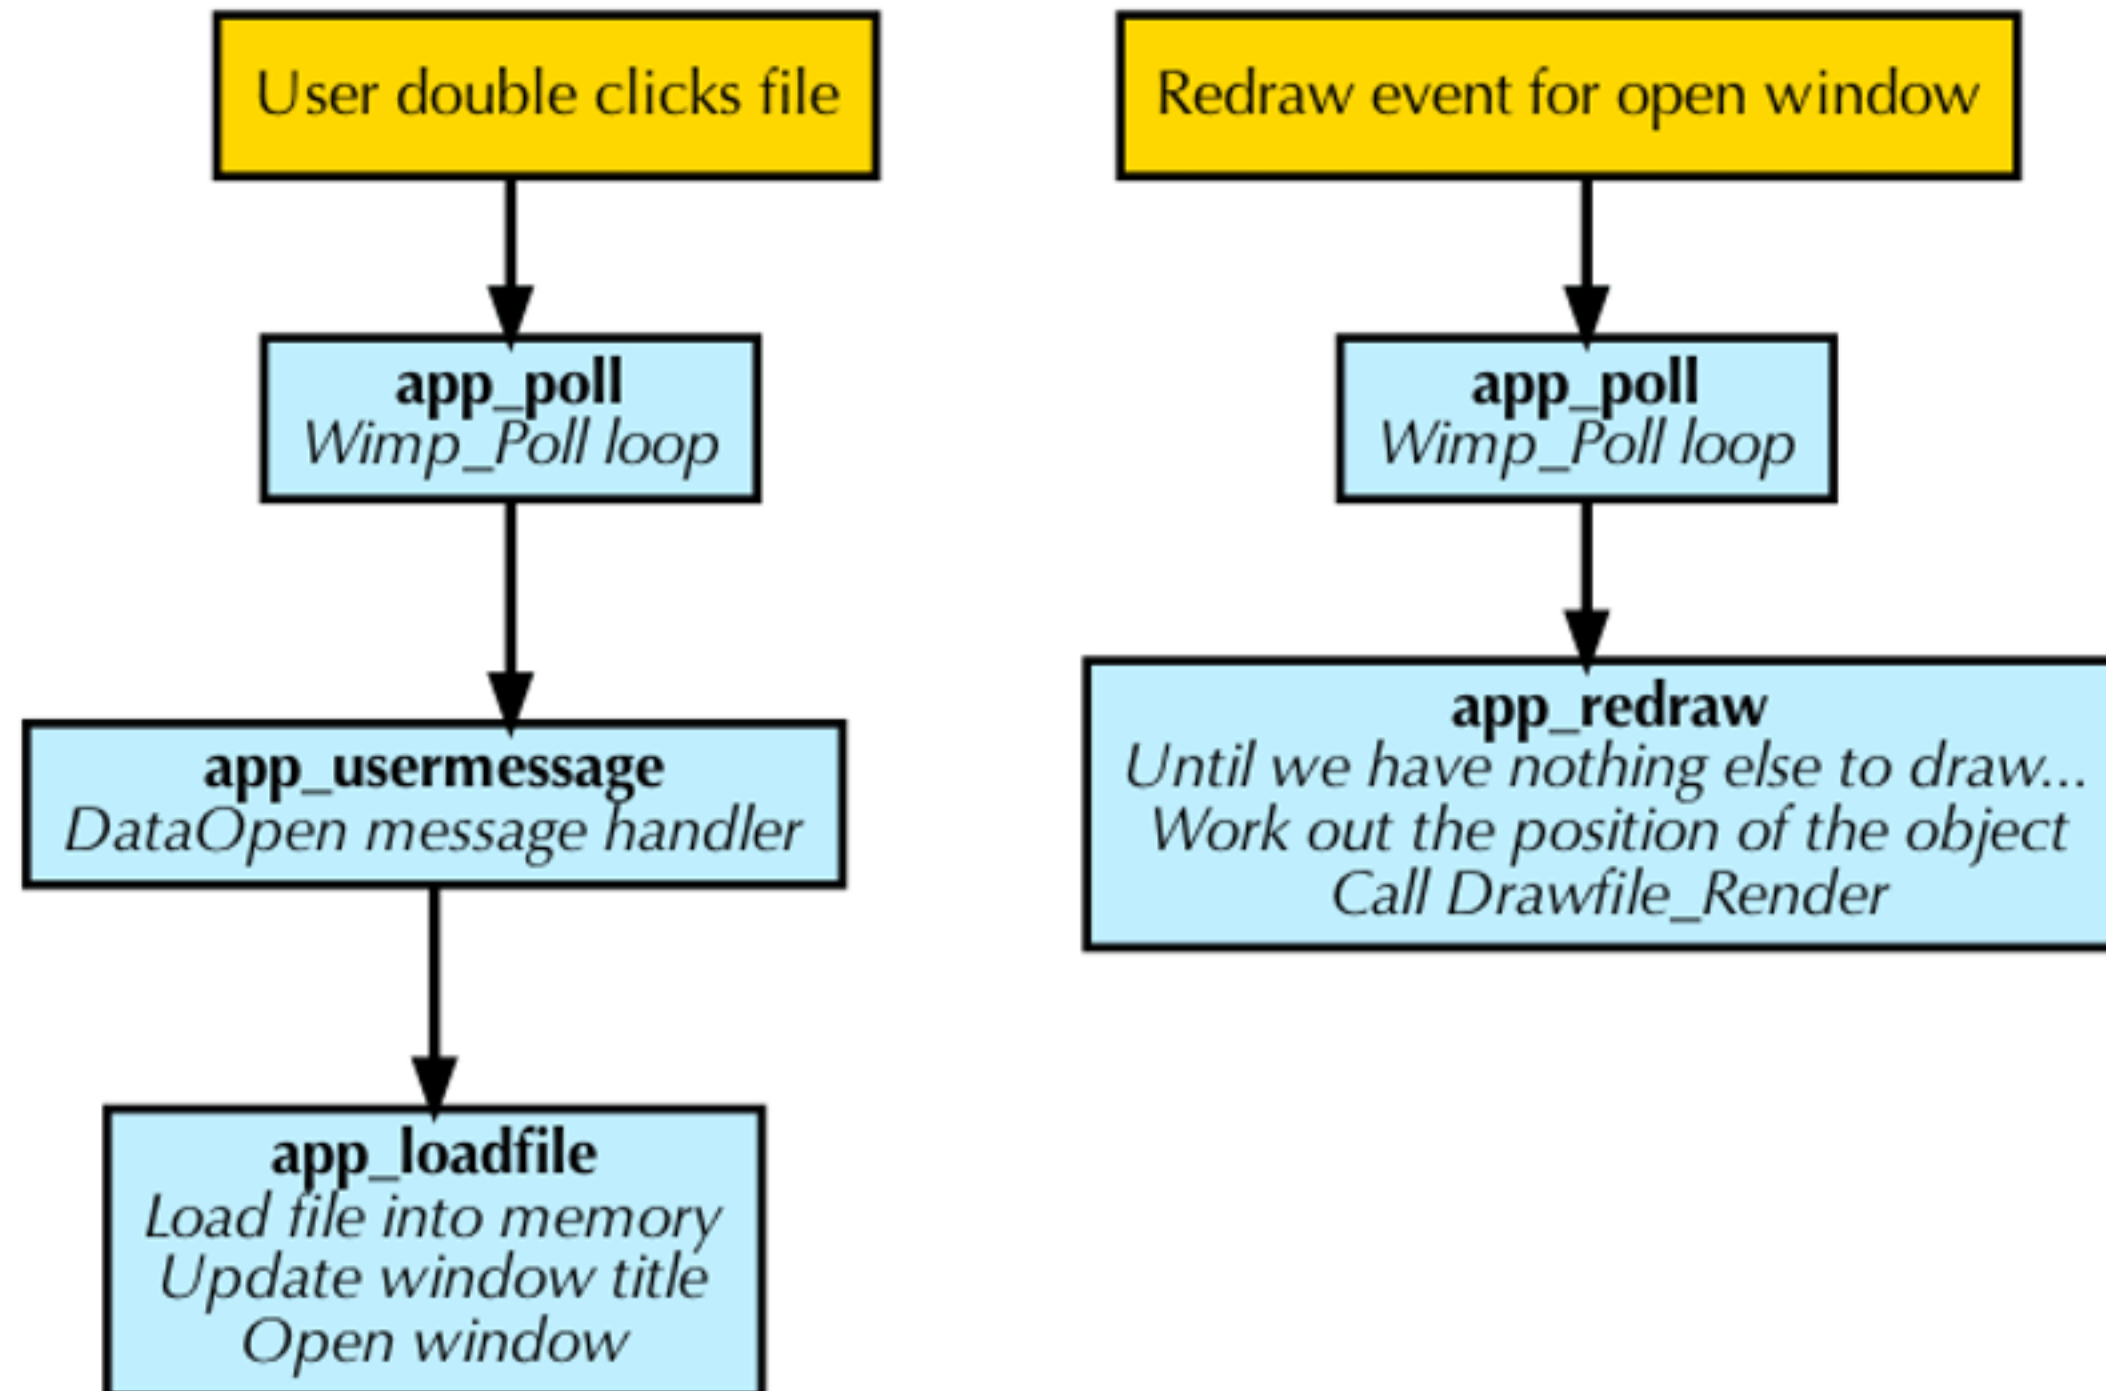 User double clicks file
app_poll
Wimp_Poll loop
app_usermessage
DataOpen message handler
app_loadfile
Load file into memory
Update window title
Open window
Redraw event for open window
app_poll
Wimp_Poll loop
app_redraw
Until we have nothing else to draw...
Work out the position of the object
Call Drawfile_Render